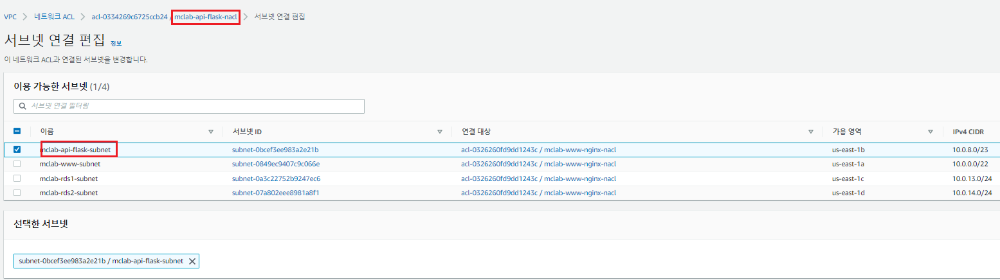 VPC > 네트워크 ACL > acl-0334269c6725ccb24 / mclab-api-flask-nacl > 서브넷 연결 편집
서브넷 연결 편집 정보
이 네트워크 ACL과 연결된 서브넷을 변경합니다.
이용 가능한 서브넷 (1/4)
서브넷 연결 필터링
이름 서브넷 ID 연결 대상 가용 영역 IPv4 CIDR
mclab-api-flask-subnet subnet-0bcef3ee983a2e21b acl-0326260fd9dd1243c / mclab-www-nginx-nacl us-east-1b 10.0.8.0/23
mclab-www-subnet subnet-0849ec9407c9c066e acl-0326260fd9dd1243c / mclab-www-nginx-nacl us-east-1a 10.0.0.0/22
mclab-rds1-subnet subnet-0a3c22752b9247ec6 acl-0326260fd9dd1243c / mclab-www-nginx-nacl us-east-1c 10.0.13.0/24
mclab-rds2-subnet subnet-07a802eee8981a8f1 acl-0326260fd9dd1243c / mclab-www-nginx-nacl us-east-1d 10.0.14.0/24
선택한 서브넷
subnet-0bcef3ee983a2e21b / mclab-api-flask-subnet